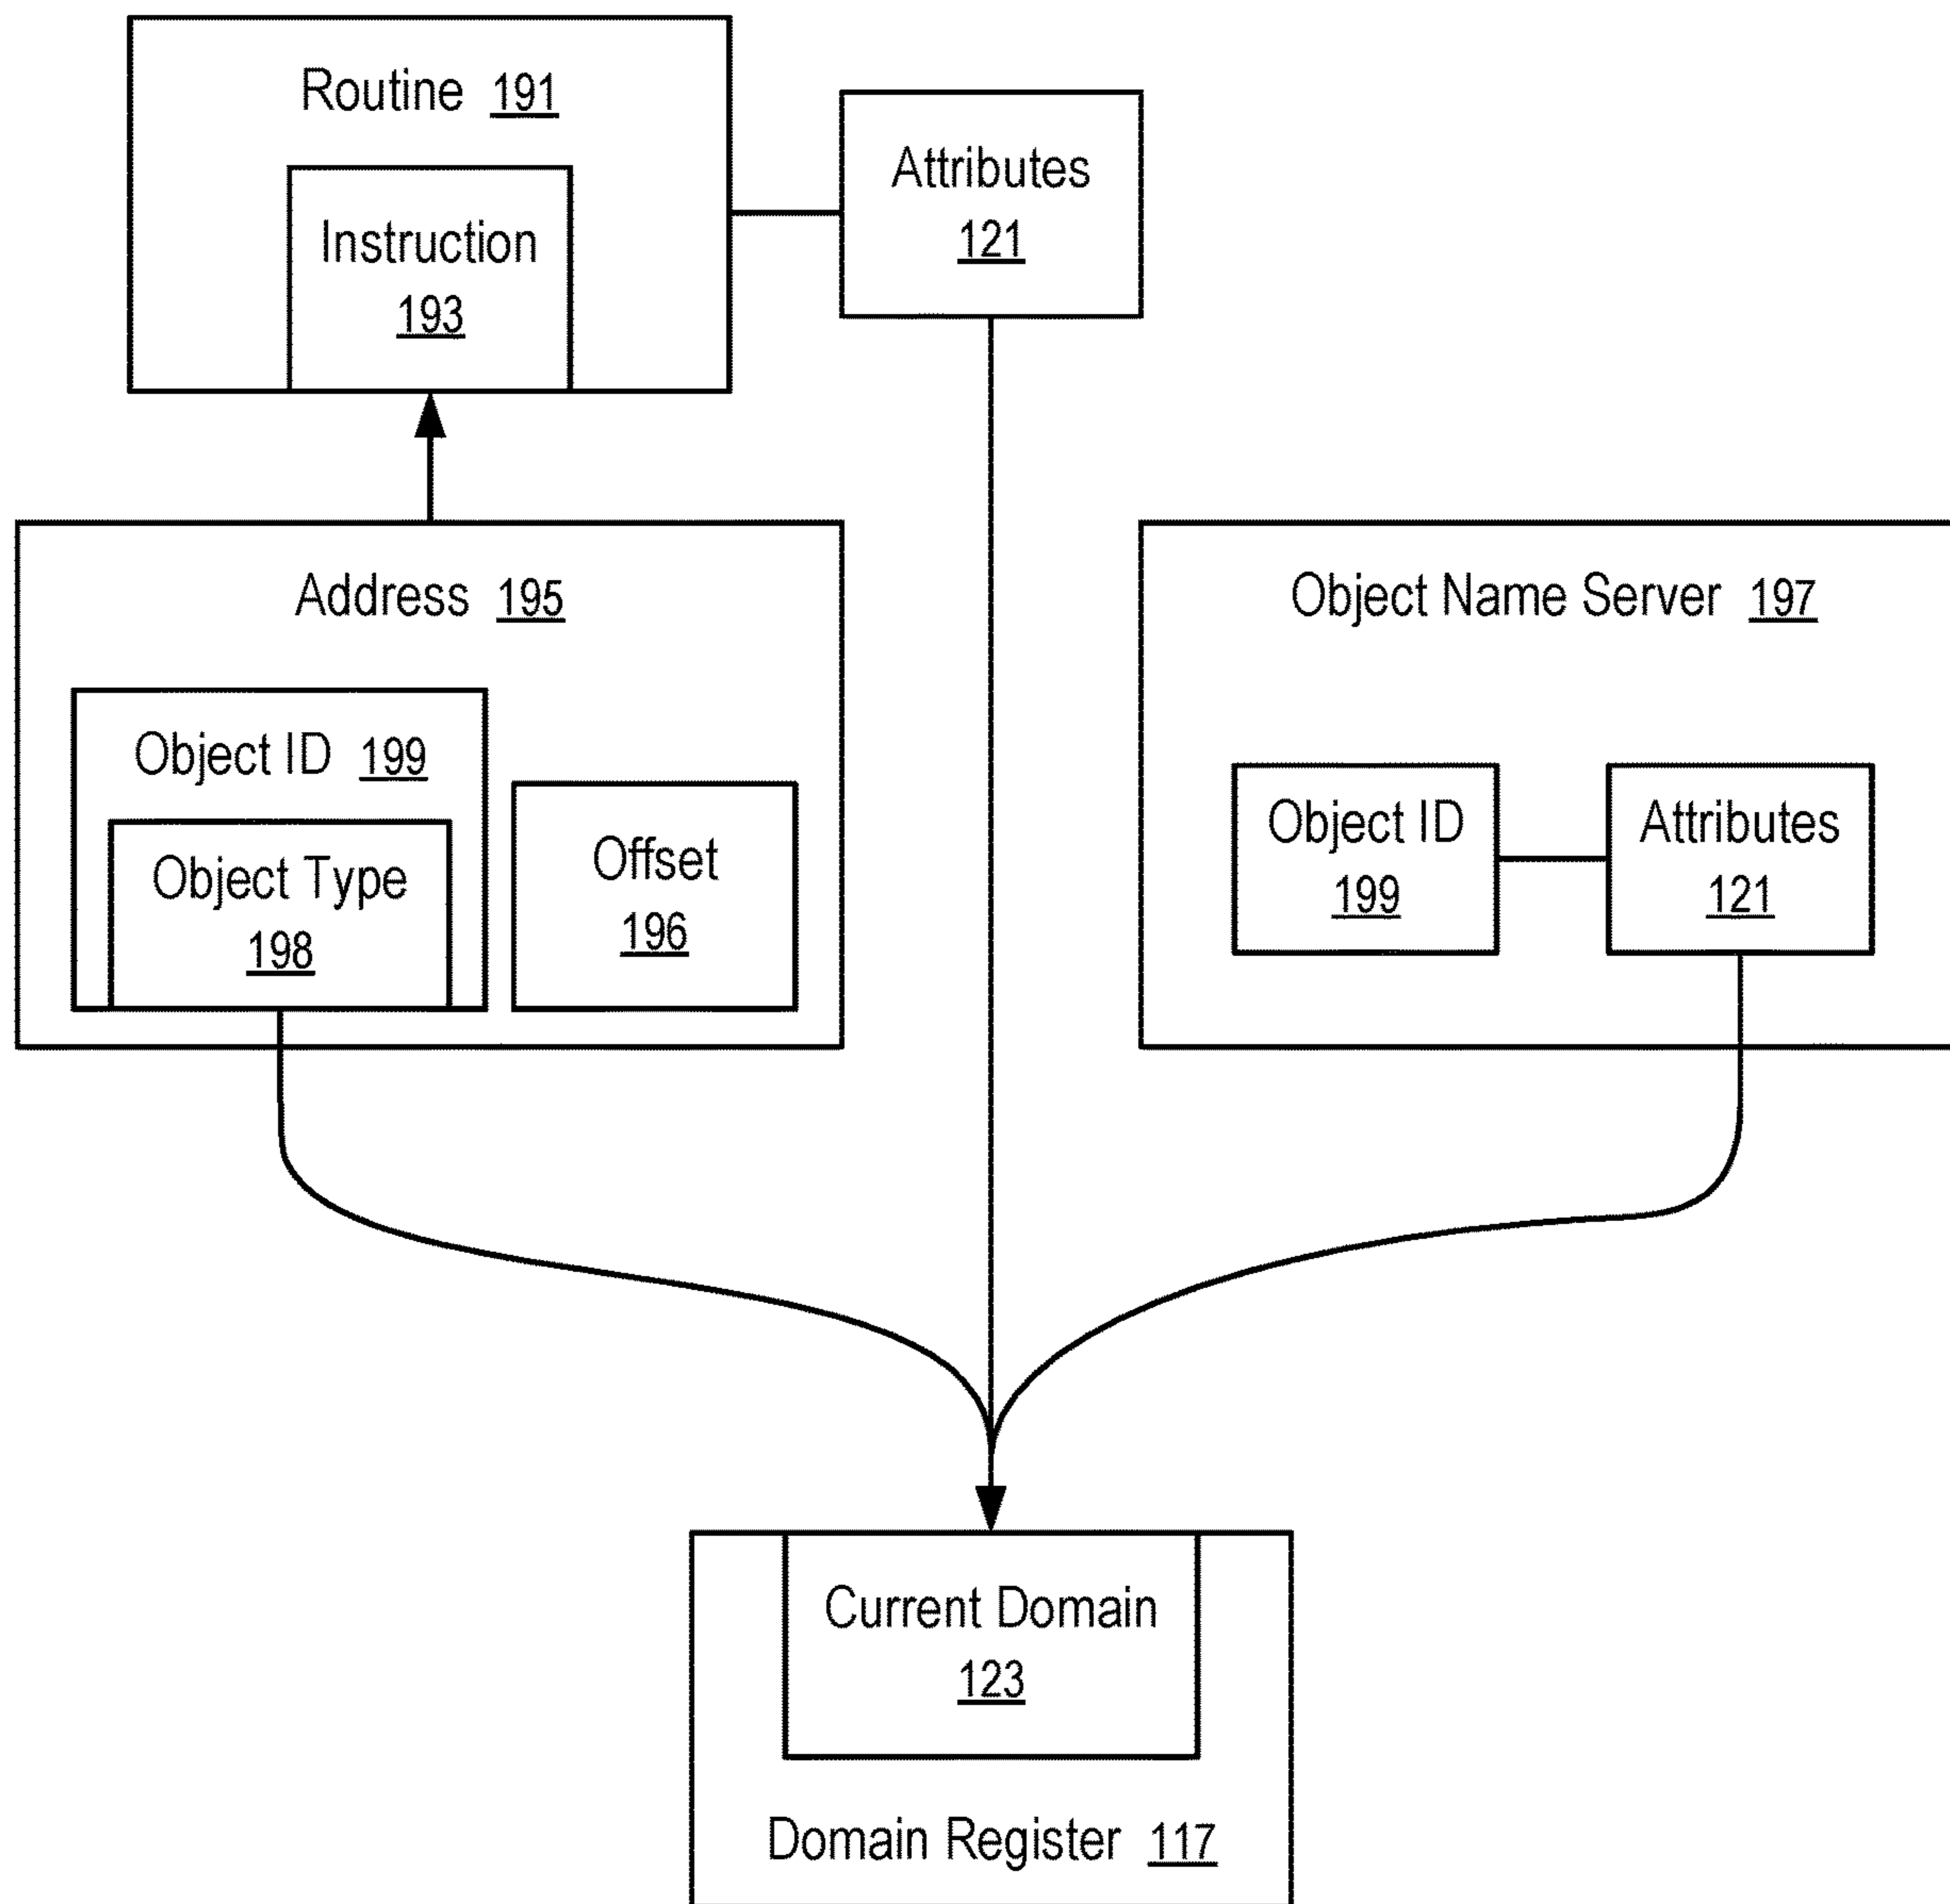 Routine 191
Instruction
193
Attributes
121
Address 195
Object ID 199
Object Type
198
Offset
196
Object Name Server 197
Object ID
199
Attributes
121
Current Domain
123
Domain Register 117